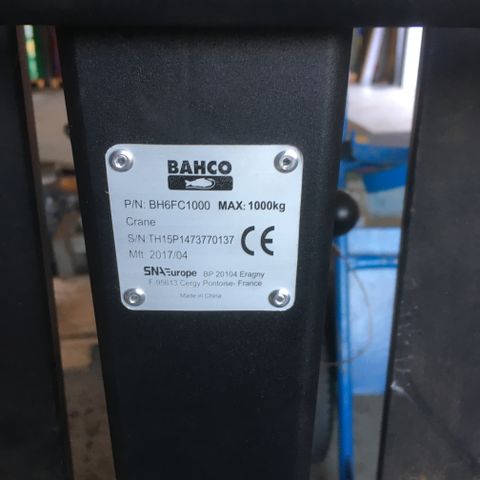 BAHCO
P/N: BH6FC1000 MAX: 1000kg
Crane
S/N:TH15P1473770137 CE
Mft: 2017/04
SNA Europe BP 20104 Eragny
F-95613 Cergy Pontoise- France
Made in China